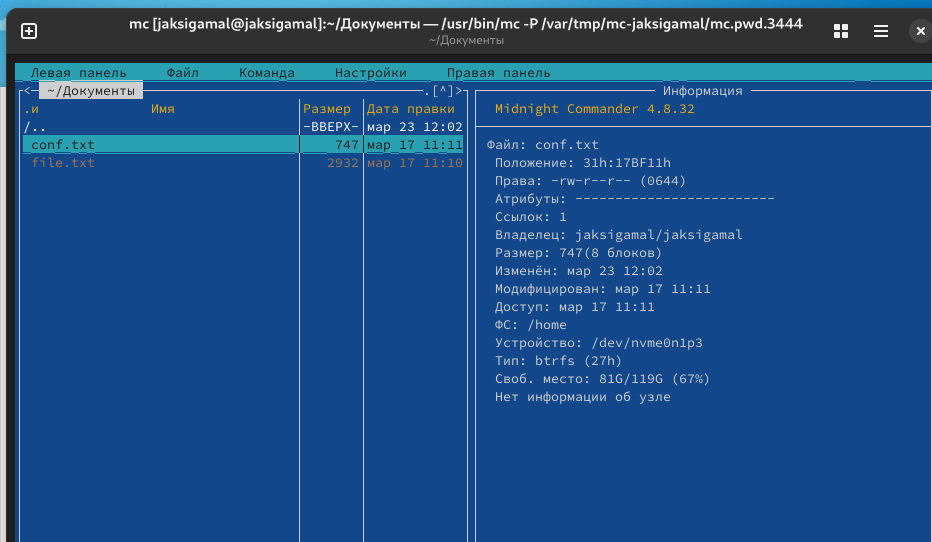 mc [jaksigamal@jaksigamal]:~/Документы — /usr/bin/mc -P /var/tmp/mc-jaksigamal/mc.pwd.3444
~/Документы
Левая панель Файл Команда Настройки Правая панель
<— ~/Документы .[^]>
.и Имя Размер Дата правки
/.. -ВВЕРХ- мар 23 12:02
conf.txt 747 мар 17 11:11
file.txt 2932 мар 17 11:10
Информация
Midnight Commander 4.8.32
Файл: conf.txt
Положение: 31h:17BF11h
Права: -rw-r--r-- (0644)
Атрибуты: -------------------------
Ссылок: 1
Владелец: jaksigamal/jaksigamal
Размер: 747(8 блоков)
Изменён: мар 23 12:02
Модифицирован: мар 17 11:11
Доступ: мар 17 11:11
ФС: /home
Устройство: /dev/nvme0n1p3
Тип: btrfs (27h)
Своб. место: 81G/119G (67%)
Нет информации об узле